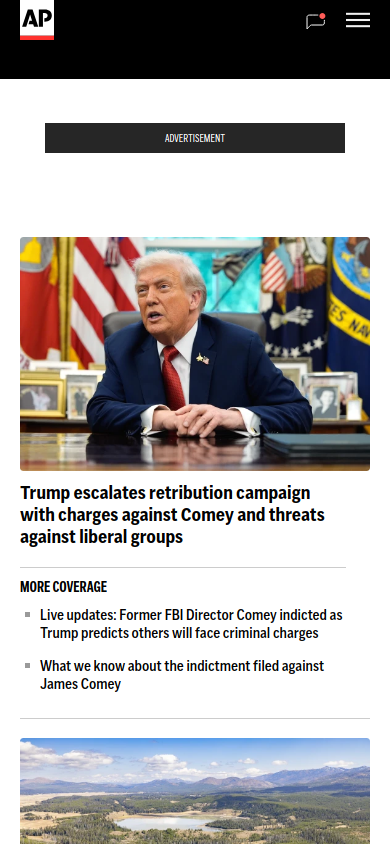 AP
ADVERTISEMENT
NAV
Trump escalates retribution campaign
with charges against Comey and threats
against liberal groups
MORE COVERAGE
Live updates: Former FBI Director Comey indicted as
Trump predicts others will face criminal charges
What we know about the indictment filed against
James Comey